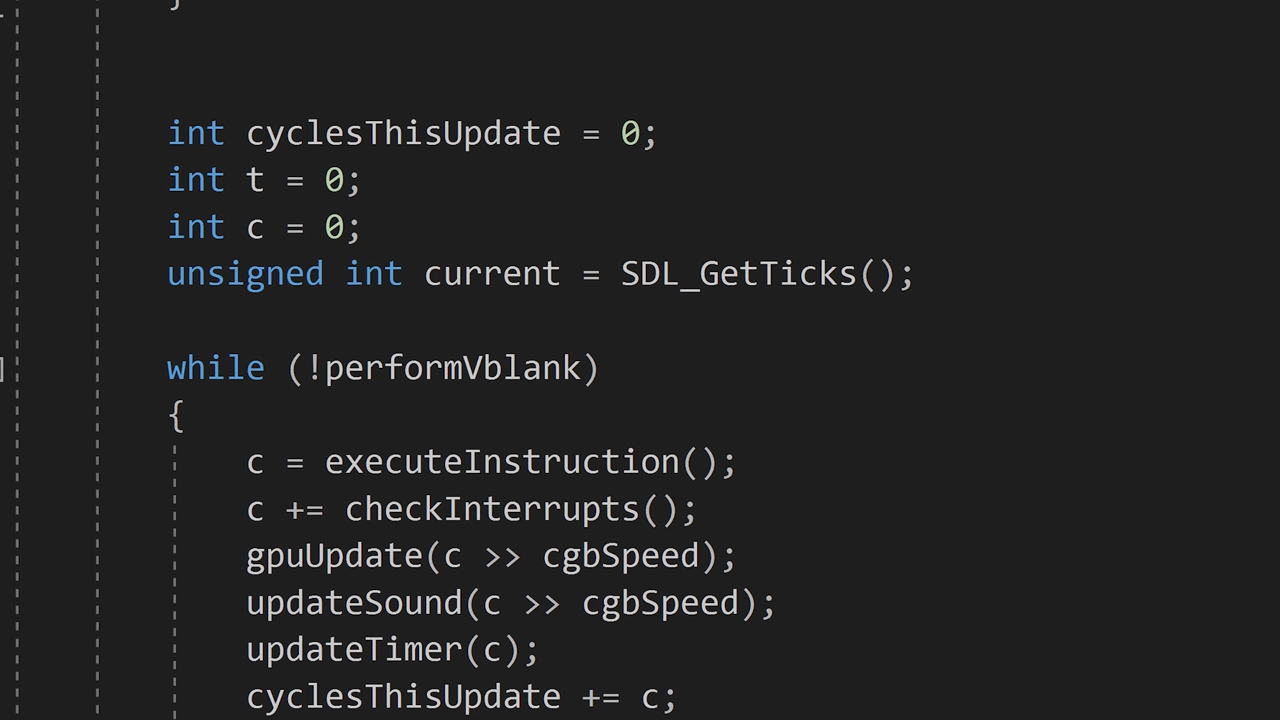 }
int cyclesThisUpdate = 0;
int t = 0;
int c = 0;
unsigned int current = SDL_GetTicks();
while (!performVblank)
{
c = executeInstruction();
c += checkInterrupts();
gpuUpdate(c >> cgbSpeed);
updateSound(c >> cgbSpeed);
updateTimer(c);
cyclesThisUpdate += c;